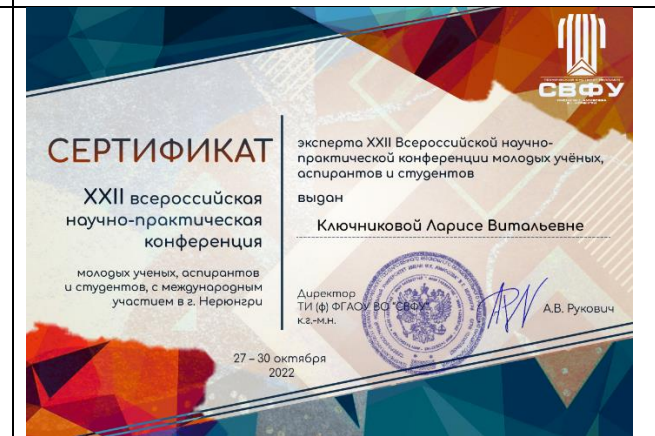 СВФУ
СЕРТИФИКАТ
XXII всероссийская
научно-практическая
конференция
молодых ученых, аспирантов
и студентов, с международным
участием в г. Нерюнгри
27 – 30 октября
2022
эксперта XXII Всероссийской научно-
практической конференции молодых учёных,
аспирантов и студентов
выдан
Ключниковой Ларисе Витальевне
Директор
ТИ (ф) ФГАОУ ВО "СВФУ"
к.г.-м.н.
А.В. Рукович